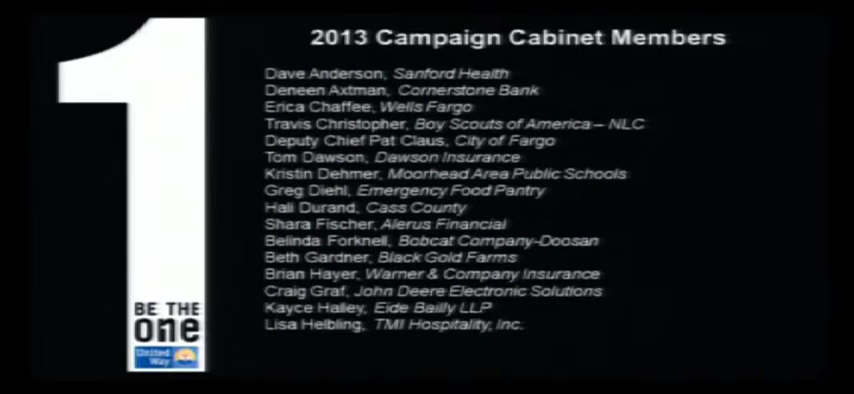 2013 Campaign Cabinet Members
Dave Anderson, Sanford Health
Deneen Axtman, Cornerstone Bank
Erica Chaffee, Wells Fargo
Travis Christopher, Boy Scouts of America – NLC
Deputy Chief Pat Claus, City of Fargo
Tom Dawson, Dawson Insurance
Kristin Dehmer, Moorhead Area Public Schools
Greg Diehl, Emergency Food Pantry
Hali Durand, Cass County
Shara Fischer, Alerus Financial
Belinda Forknell, Bobcat Company-Doosan
Beth Gardner, Black Gold Farms
Brian Hayer, Warner & Company Insurance
Craig Graf, John Deere Electronic Solutions
Kayce Halley, Eide Bailly LLP
Lisa Helbling, TMI Hospitality, Inc.
1
BE THE
one
United
Way